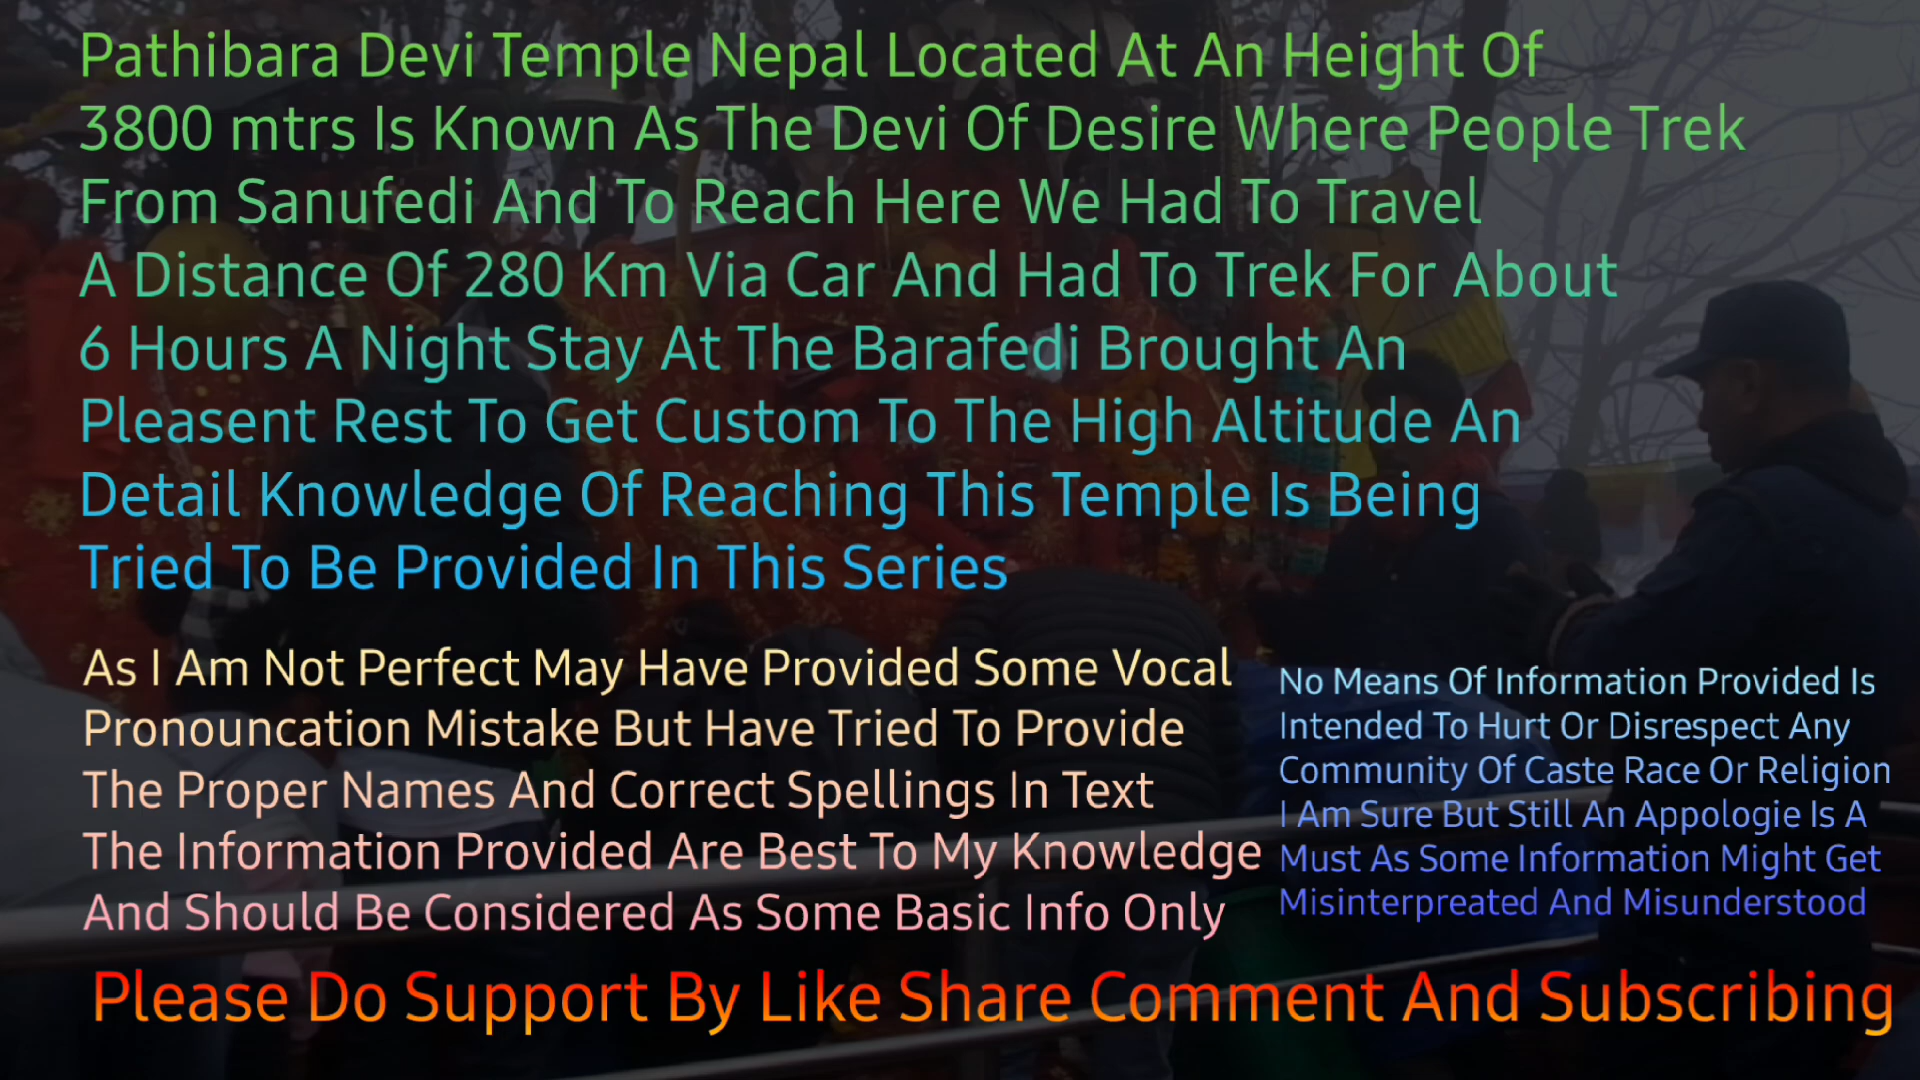 Pathibara Devi Temple Nepal Located At An Height Of
3800 mtrs Is Known As The Devi Of Desire Where People Trek
From Sanufedi And To Reach Here We Had To Travel
A Distance Of 280 Km Via Car And Had To Trek For About
6 Hours A Night Stay At The Barafedi Brought An
Pleasent Rest To Get Custom To The High Altitude An
Detail Knowledge Of Reaching This Temple Is Being
Tried To Be Provided In This Series
As I Am Not Perfect May Have Provided Some Vocal
Pronouncation Mistake But Have Tried To Provide
The Proper Names And Correct Spellings In Text
The Information Provided Are Best To My Knowledge
And Should Be Considered As Some Basic Info Only
No Means Of Information Provided Is
Intended To Hurt Or Disrespect Any
Community Of Caste Race Or Religion
I Am Sure But Still An Appologie Is A
Must As Some Information Might Get
Misinterpreated And Misunderstood
Please Do Support By Like Share Comment And Subscribing